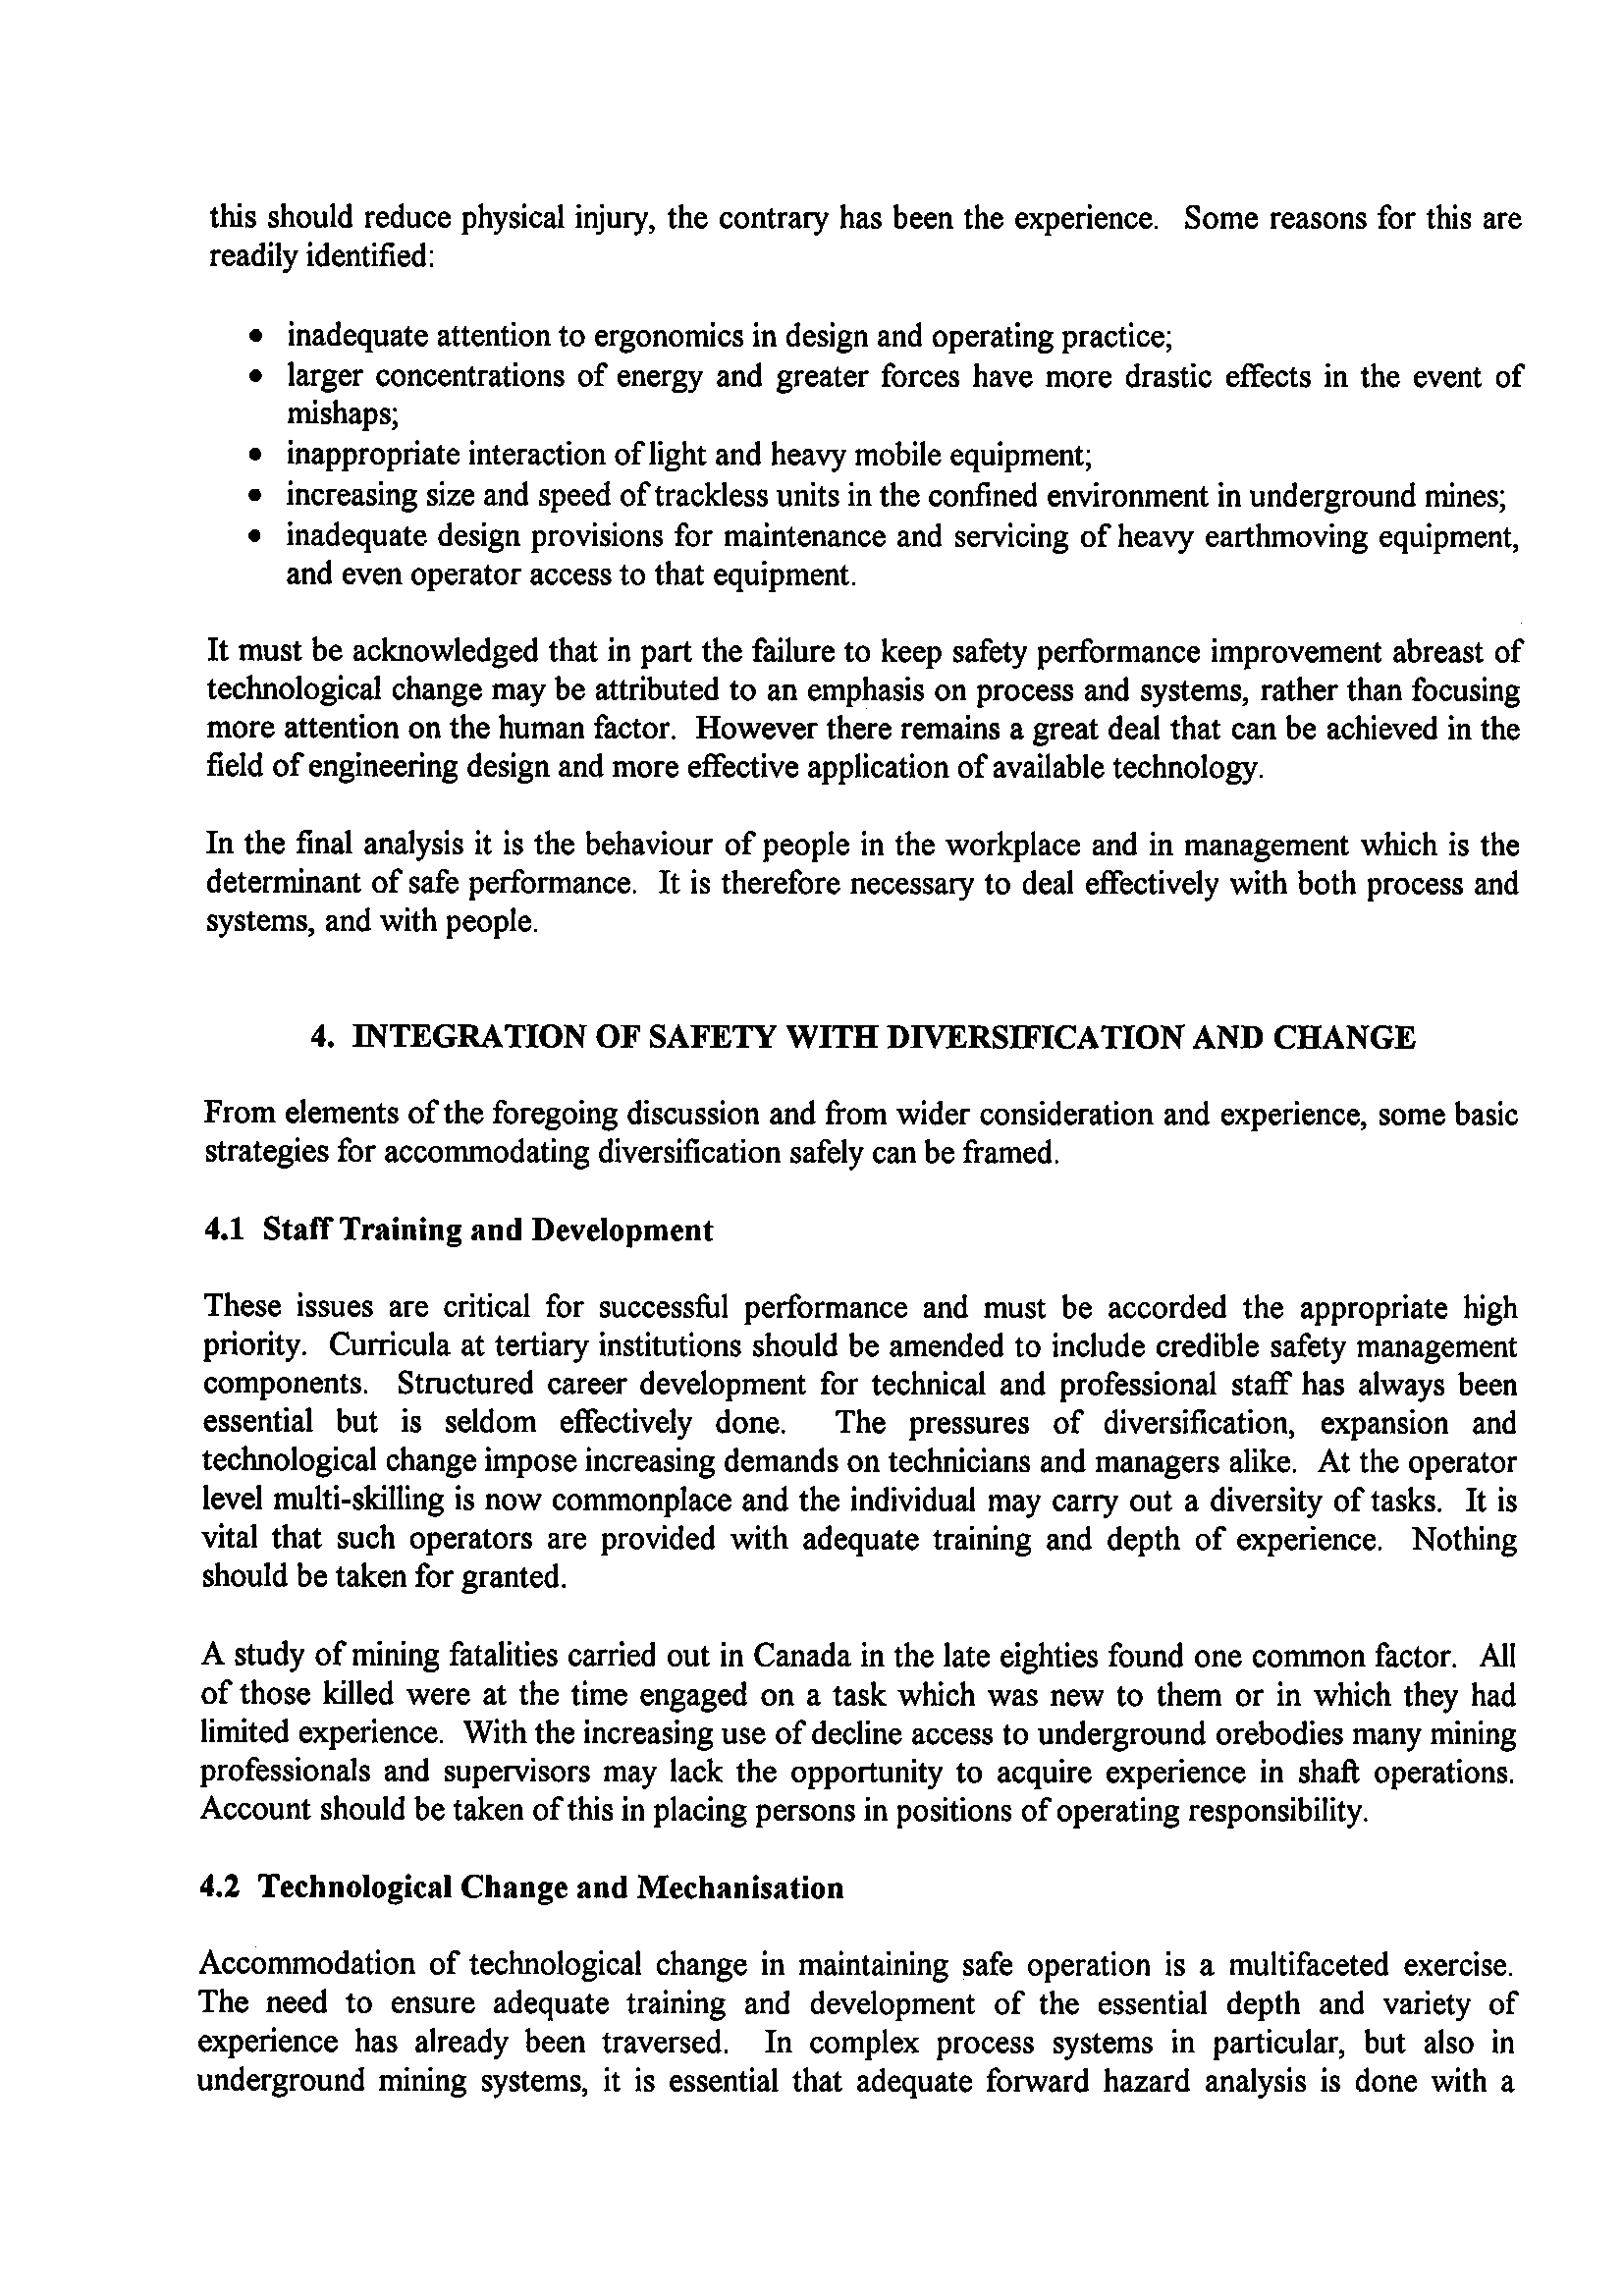 this should reduce physical injury, the contrary has been the experience. Some reasons for this are
readily identified:
• inadequate attention to ergonomics in design and operating practice;
• larger concentrations of energy and greater forces have more drastic effects in the event of
mishaps;
• inappropriate interaction of light and heavy mobile equipment;
• increasing size and speed of trackless units in the confined environment in underground mines;
• inadequate design provisions for maintenance and servicing of heavy earthmoving equipment,
and even operator access to that equipment.
It must be acknowledged that in part the failure to keep safety performance improvement abreast of
technological change may be attributed to an emphasis on process and systems, rather than focusing
more attention on the human factor. However there remains a great deal that can be achieved in the
field of engineering design and more effective application of available technology.
In the final analysis it is the behaviour of people in the workplace and in management which is the
determinant of safe performance. It is therefore necessary to deal effectively with both process and
systems, and with people.
4. INTEGRATION OF SAFETY WITH DIVERSIFICATION AND CHANGE
From elements of the foregoing discussion and from wider consideration and experience, some basic
strategies for accommodating diversification safely can be framed.
4.1 Staff Training and Development
These issues are critical for successful performance and must be accorded the appropriate high
priority. Curricula at tertiary institutions should be amended to include credible safety management
components. Structured career development for technical and professional staff has always been
essential but is seldom effectively done. The pressures of diversification, expansion and
technological change impose increasing demands on technicians and managers alike. At the operator
level multi-skilling is now commonplace and the individual may carry out a diversity of tasks. It is
vital that such operators are provided with adequate training and depth of experience. Nothing
should be taken for granted.
A study of mining fatalities carried out in Canada in the late eighties found one common factor. All
of those killed were at the time engaged on a task which was new to them or in which they had
limited experience. With the increasing use of decline access to underground orebodies many mining
professionals and supervisors may lack the opportunity to acquire experience in shaft operations.
Account should be taken of this in placing persons in positions of operating responsibility.
4.2 Technological Change and Mechanisation
Accommodation of technological change in maintaining safe operation is a multifaceted exercise.
The need to ensure adequate training and development of the essential depth and variety of
experience has already been traversed. In complex process systems in particular, but also in
underground mining systems, it is essential that adequate forward hazard analysis is done with a